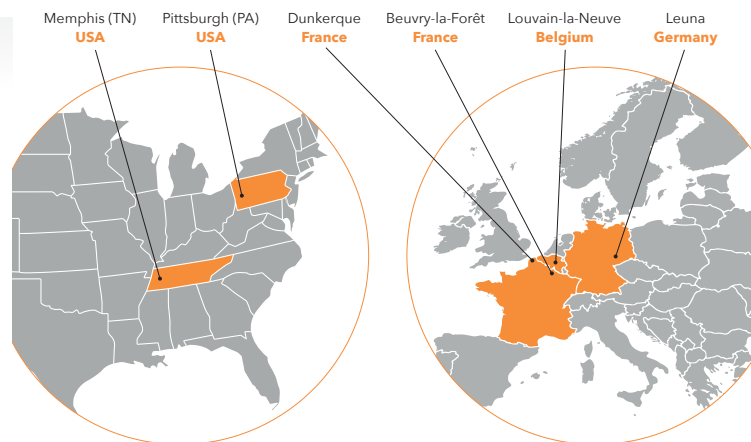 Memphis (TN)
USA
Pittsburgh (PA)
USA
Dunkerque
France
Beuvry-la-Forêt
France
Louvain-la-Neuve
Belgium
Leuna
Germany